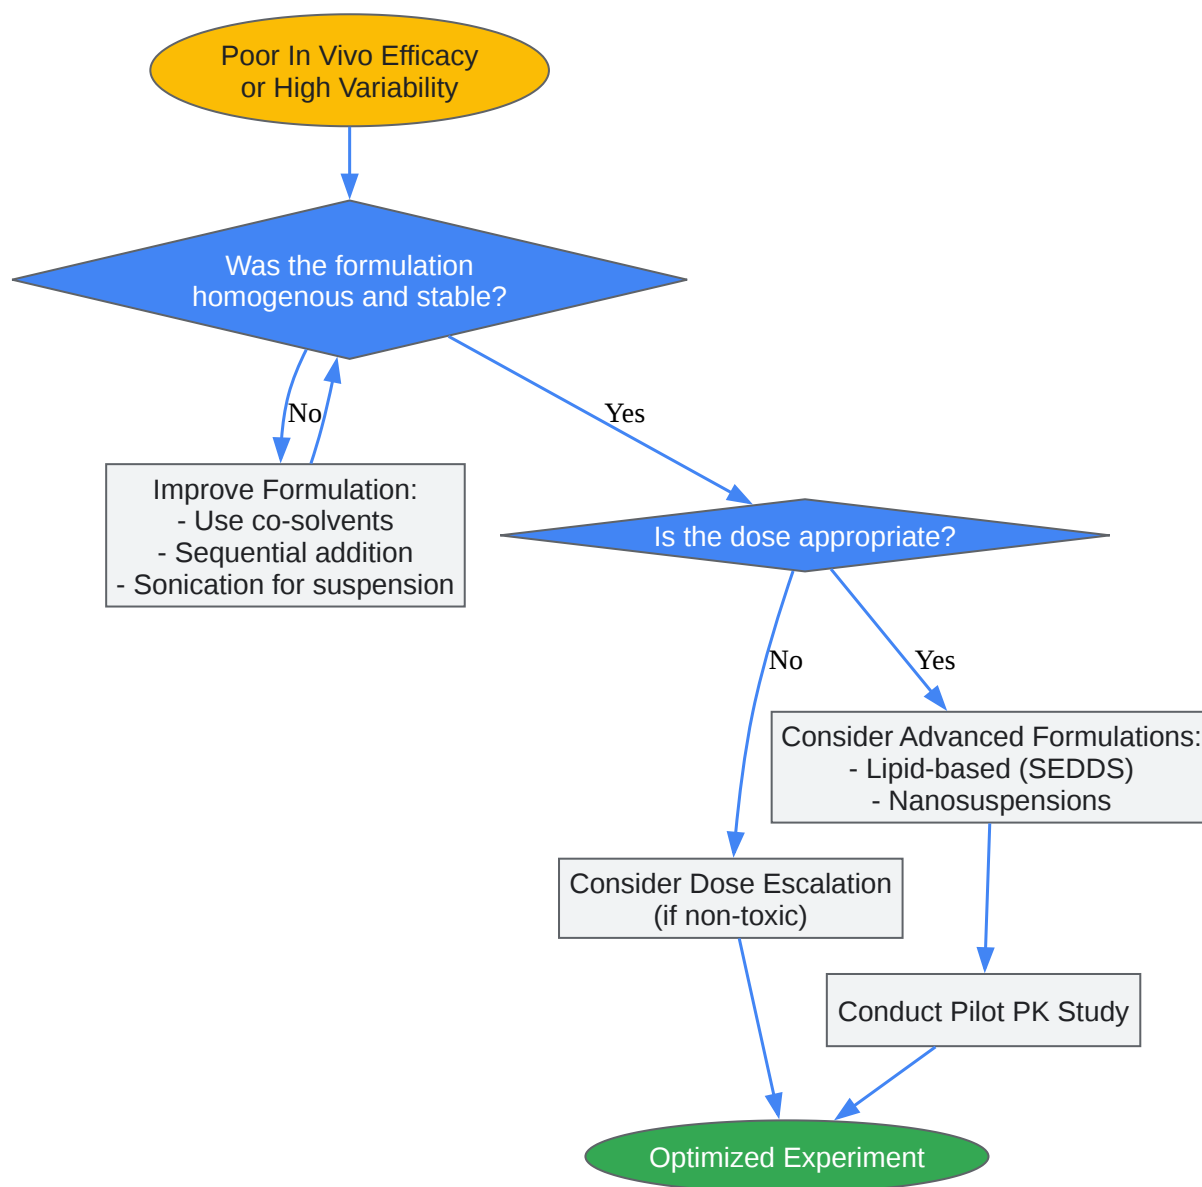 Poor In Vivo Efficacy
or High Variability
Was the formulation
homogenous and stable?
No
Yes
Improve Formulation:
- Use co-solvents
- Sequential addition
- Sonication for suspension
Is the dose appropriate?
No
Yes
Consider Advanced Formulations:
- Lipid-based (SEDDS)
- Nanosuspensions
Consider Dose Escalation
(if non-toxic)
Conduct Pilot PK Study
Optimized Experiment